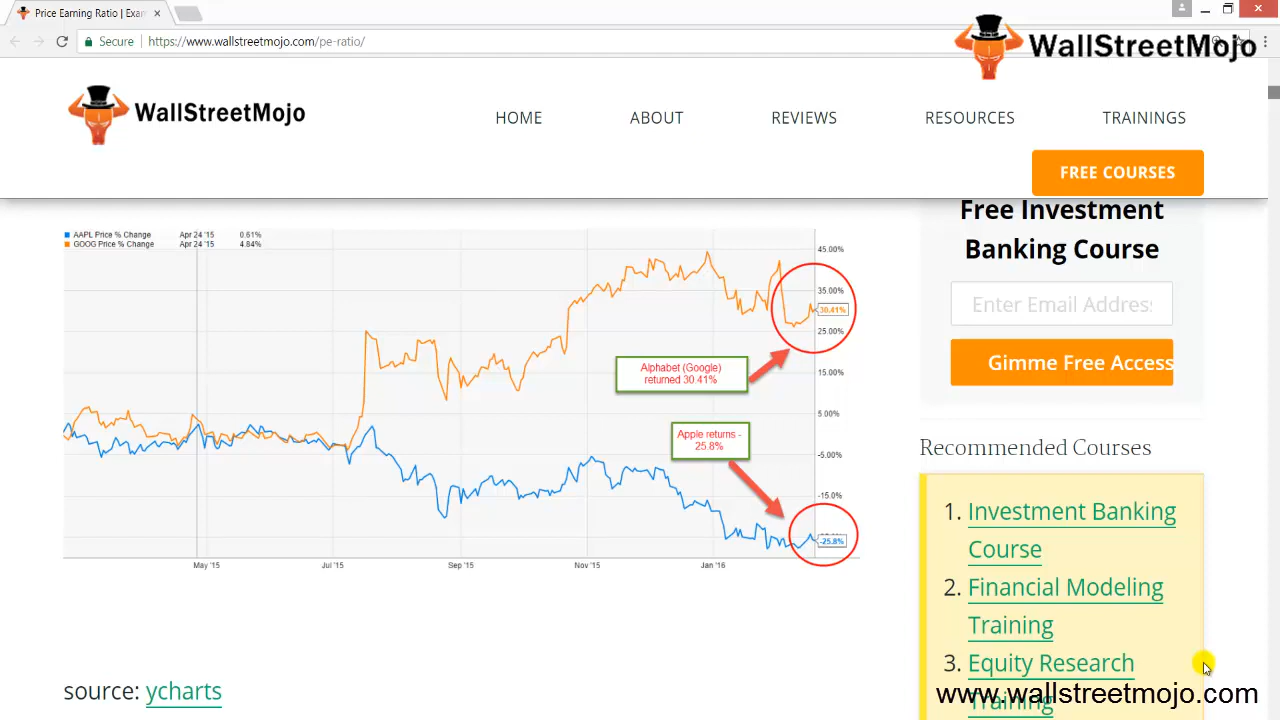 Price Earning Ratio | Exam
Secure
https://www.wallstreetmojo.com/pe-ratio/
WallStreetMojo
WallStreetMojo
HOME
ABOUT
REVIEWS
RESOURCES
TRAININGS
FREE COURSES
Free Investment
Banking Course
Enter Email Address
Gimme Free Access
AAPL Price % Change Apr 24 '15 0.61%
GOOG Price % Change Apr 24 '15 4.84%
45.00%
35.00%
30.41%
25.00%
15.00%
5.00%
-5.00%
-15.0%
-25.8%
Alphabet (Google)
returned 30.41%
Apple returns -
25.8%
May '15
Jul '15
Sep '15
Nov '15
Jan '16
source: ycharts
Recommended Courses
1. Investment Banking
Course
2. Financial Modeling
Training
3. Equity Research
Training
www.wallstreetmojo.com